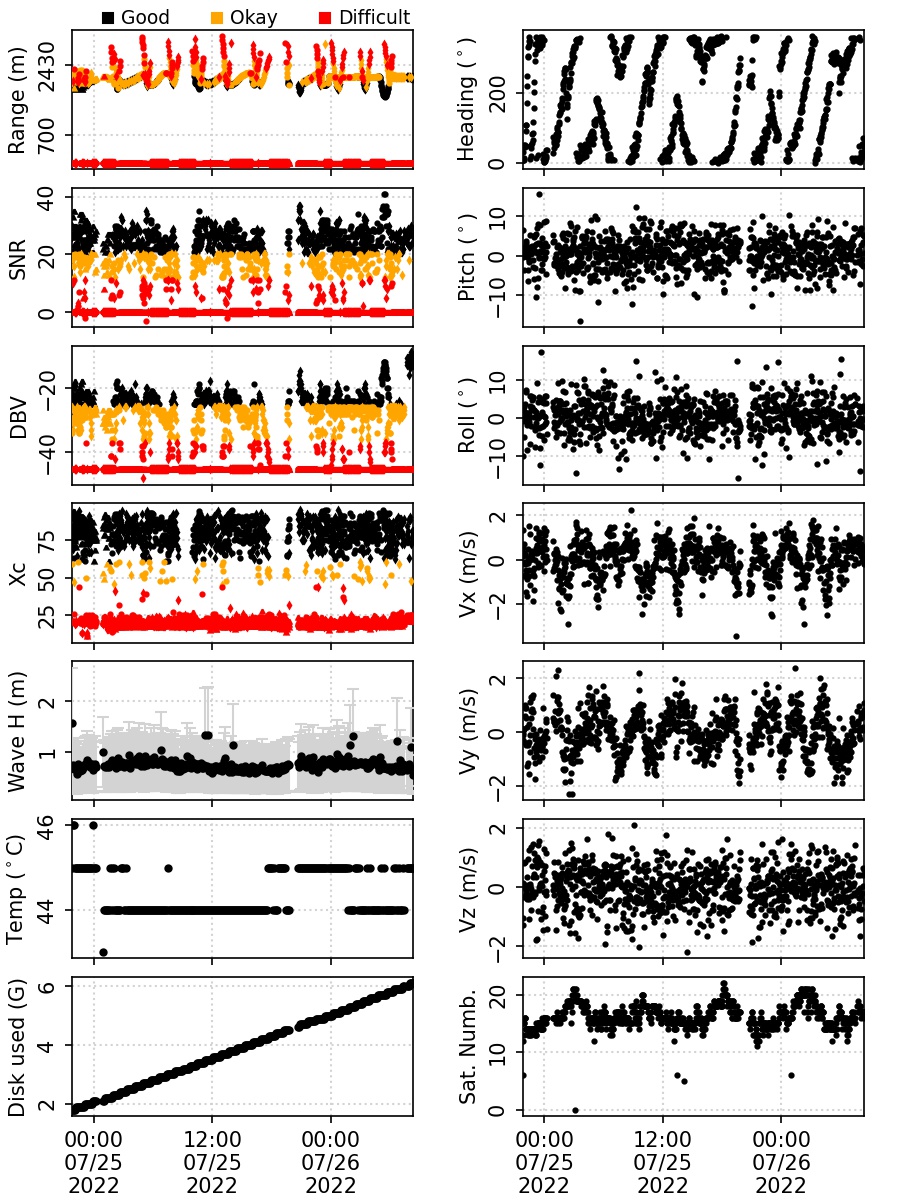 Good Okay Difficult
Range (m)
2430
700
Heading (°)
200
0
SNR
40
20
0
Pitch (°)
10
0
−10
DBV
−20
−40
Roll (°)
10
0
−10
Xc
75
50
25
Vx (m/s)
2
0
−2
Wave H (m)
2
1
Vy (m/s)
2
0
−2
Temp (°C)
46
44
Vz (m/s)
2
0
−2
Disk used (G)
6
4
2
Sat. Numb.
20
10
0
00:00 12:00 00:00
07/25 07/25 07/26
2022 2022 2022
00:00 12:00 00:00
07/25 07/25 07/26
2022 2022 2022